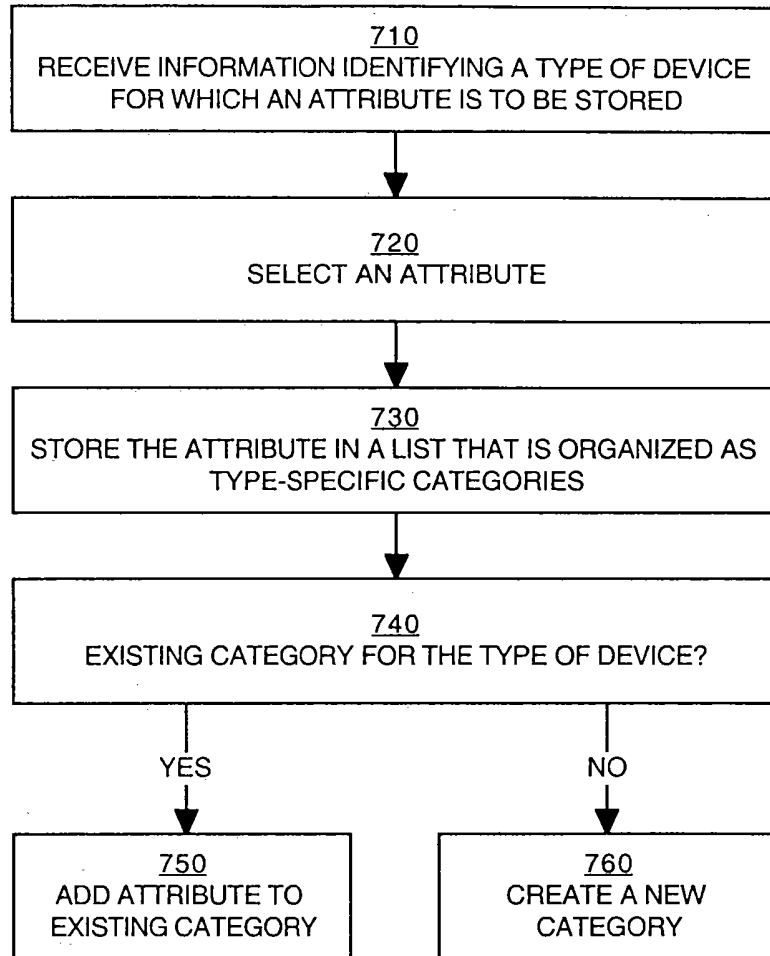 710
RECEIVE INFORMATION IDENTIFYING A TYPE OF DEVICE
FOR WHICH AN ATTRIBUTE IS TO BE STORED
720
SELECT AN ATTRIBUTE
730
STORE THE ATTRIBUTE IN A LIST THAT IS ORGANIZED AS
TYPE-SPECIFIC CATEGORIES
740
EXISTING CATEGORY FOR THE TYPE OF DEVICE?
YES
NO
750
ADD ATTRIBUTE TO
EXISTING CATEGORY
760
CREATE A NEW
CATEGORY